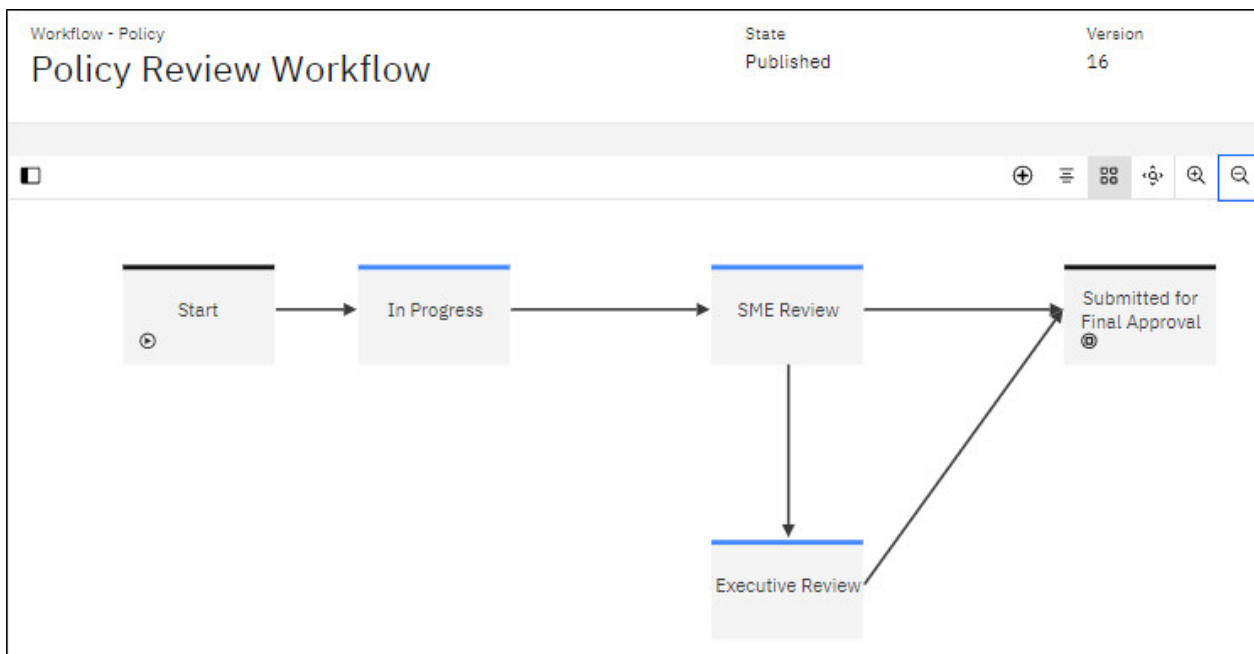 Workflow - Policy
Policy Review Workflow
State
Published
Version
16
Start
In Progress
SME Review
Submitted for
Final Approval
Executive Review